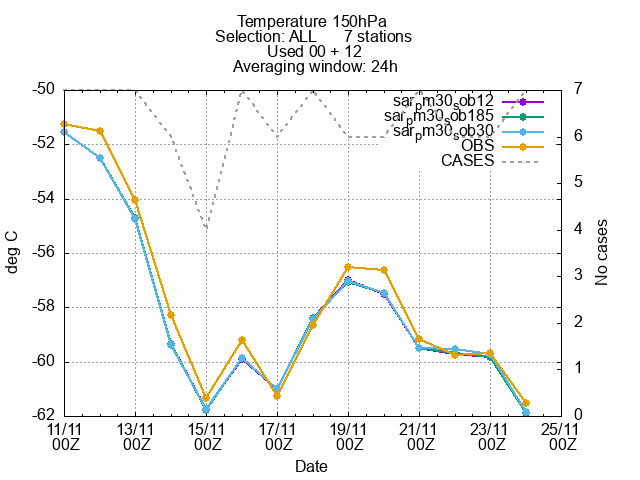 Temperature 150hPa
Selection: ALL 7 stations
Used 00 + 12
Averaging window: 24h
-50
-52
-54
-56
-58
-60
-62
deg C
7
6
5
4
3
2
1
0
No cases
sarpm30sob12
sarpm30sob185
sarpm30sob30
OBS
CASES
11/11 13/11 15/11 17/11 19/11 21/11 23/11 25/11
00Z 00Z 00Z 00Z 00Z 00Z 00Z 00Z
Date